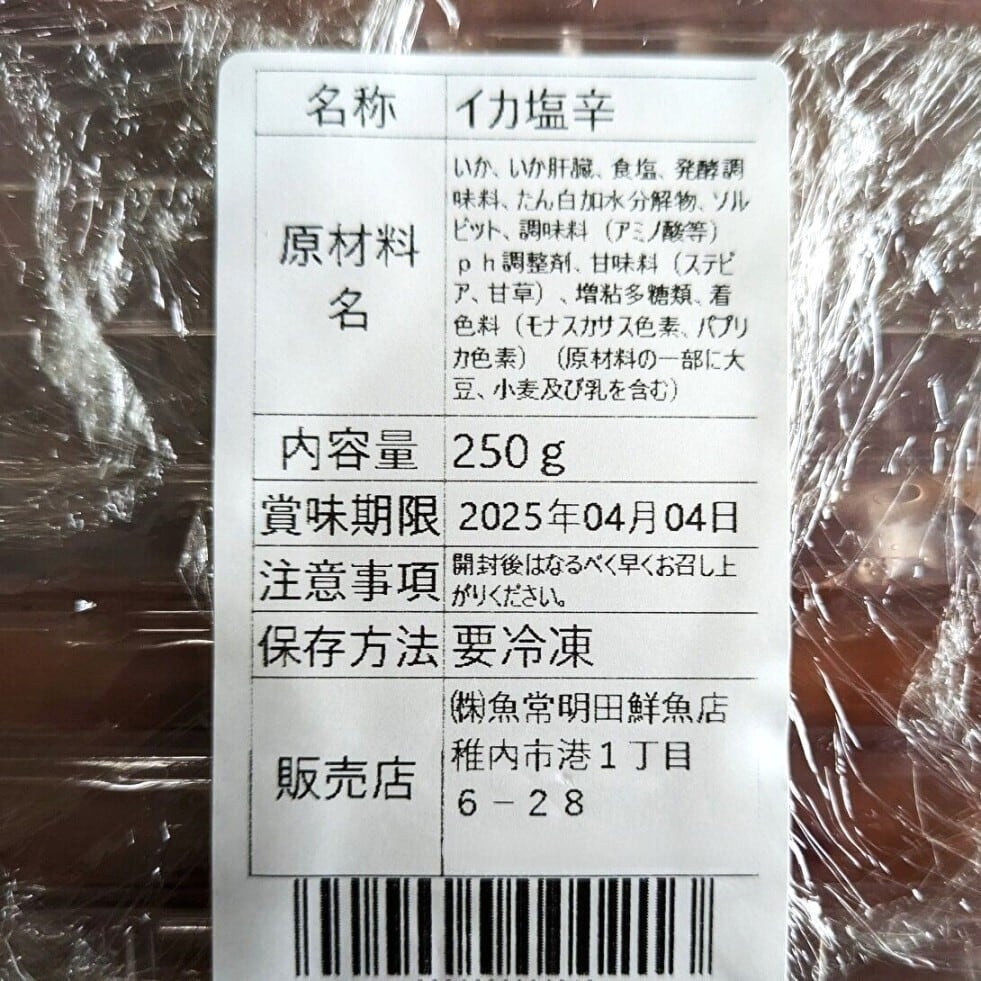 名称 イカ塩辛
原材料名
いか、いか肝臓、食塩、発酵調
味料、たん白加水分解物、ソル
ビット、調味料（アミノ酸等）
ｐｈ調整剤、甘味料（ステビ
ア、甘草）、増粘多糖類、着
色料（モナスカサス色素、パプリ
カ色素）（原材料の一部に大
豆、小麦及び乳を含む）
内容量 250ｇ
賞味期限 2025年04月04日
注意事項 開封後はなるべく早くお召し上
がりください。
保存方法 要冷凍
販売店
㈱魚常明田鮮魚店
稚内市港１丁目
６－２８